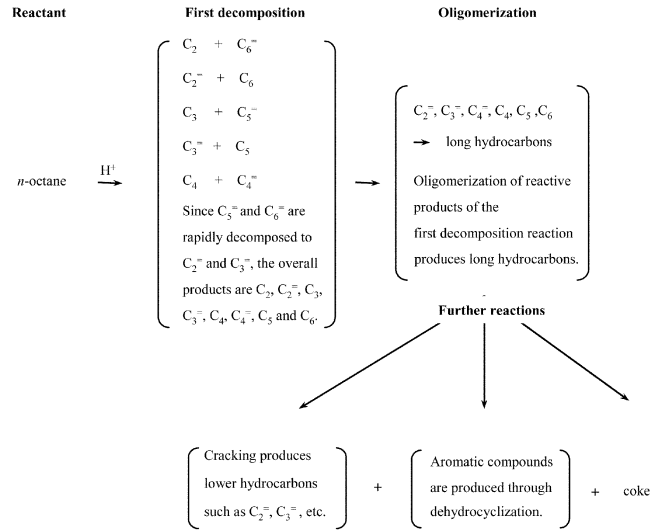 Reactant
First decomposition
Oligomerization
n-octane
H⁺
C₂ + C₆⁼
C₂⁼ + C₆
C₃ + C₅⁼
C₃⁼ + C₅
C₄ + C₄⁼
Since C₅⁼ and C₆⁼ are
rapidly decomposed to
C₂⁼ and C₃⁼, the overall
products are C₂, C₂⁼, C₃,
C₃⁼, C₄, C₄⁼, C₅ and C₆.
C₂⁼, C₃⁼, C₄⁼, C₄, C₅ ,C₆
→ long hydrocarbons
Oligomerization of reactive
products of the
first decomposition reaction
produces long hydrocarbons.
Further reactions
Cracking produces
lower hydrocarbons
such as C₂⁼, C₃⁼ , etc.
+
Aromatic compounds
are produced through
dehydrocyclization.
+
coke